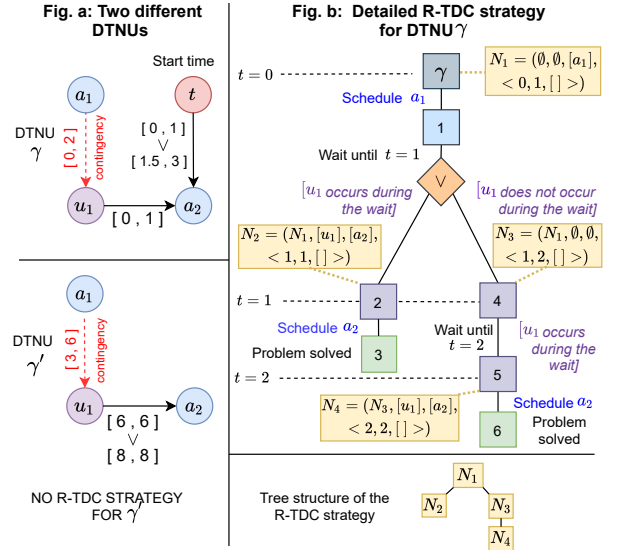 Fig. a: Two different
DTNUs
Start time
a₁
t
DTNU
γ
[ 0, 2 ]
contingency
[ 0 , 1 ]
∨
[ 1.5 , 3 ]
u₁
a₂
[ 0 , 1 ]
a₁
DTNU
γ′
[ 3, 6 ]
contingency
u₁
a₂
[ 6 , 6 ]
∨
[ 8 , 8 ]
NO R-TDC STRATEGY
FOR γ′
Fig. b: Detailed R-TDC strategy
for DTNU γ
t = 0
γ
N₁ = (∅, ∅, [a₁],
< 0, 1, [ ] >)
Schedule a₁
1
Wait until t = 1
∨
[u₁ occurs during
the wait]
[u₁ does not occur
during the wait]
N₂ = (N₁, [u₁], [a₂],
< 1, 1, [ ] >)
N₃ = (N₁, ∅, ∅,
< 1, 2, [ ] >)
t = 1
2
4
Schedule a₂
Wait until
t = 2
[u₁ occurs
during the
wait]
Problem solved
3
t = 2
5
N₄ = (N₃, [u₁], [a₂],
< 2, 2, [ ] >)
Schedule a₂
6
Problem
solved
Tree structure of the
R-TDC strategy
N₁
N₂
N₃
N₄